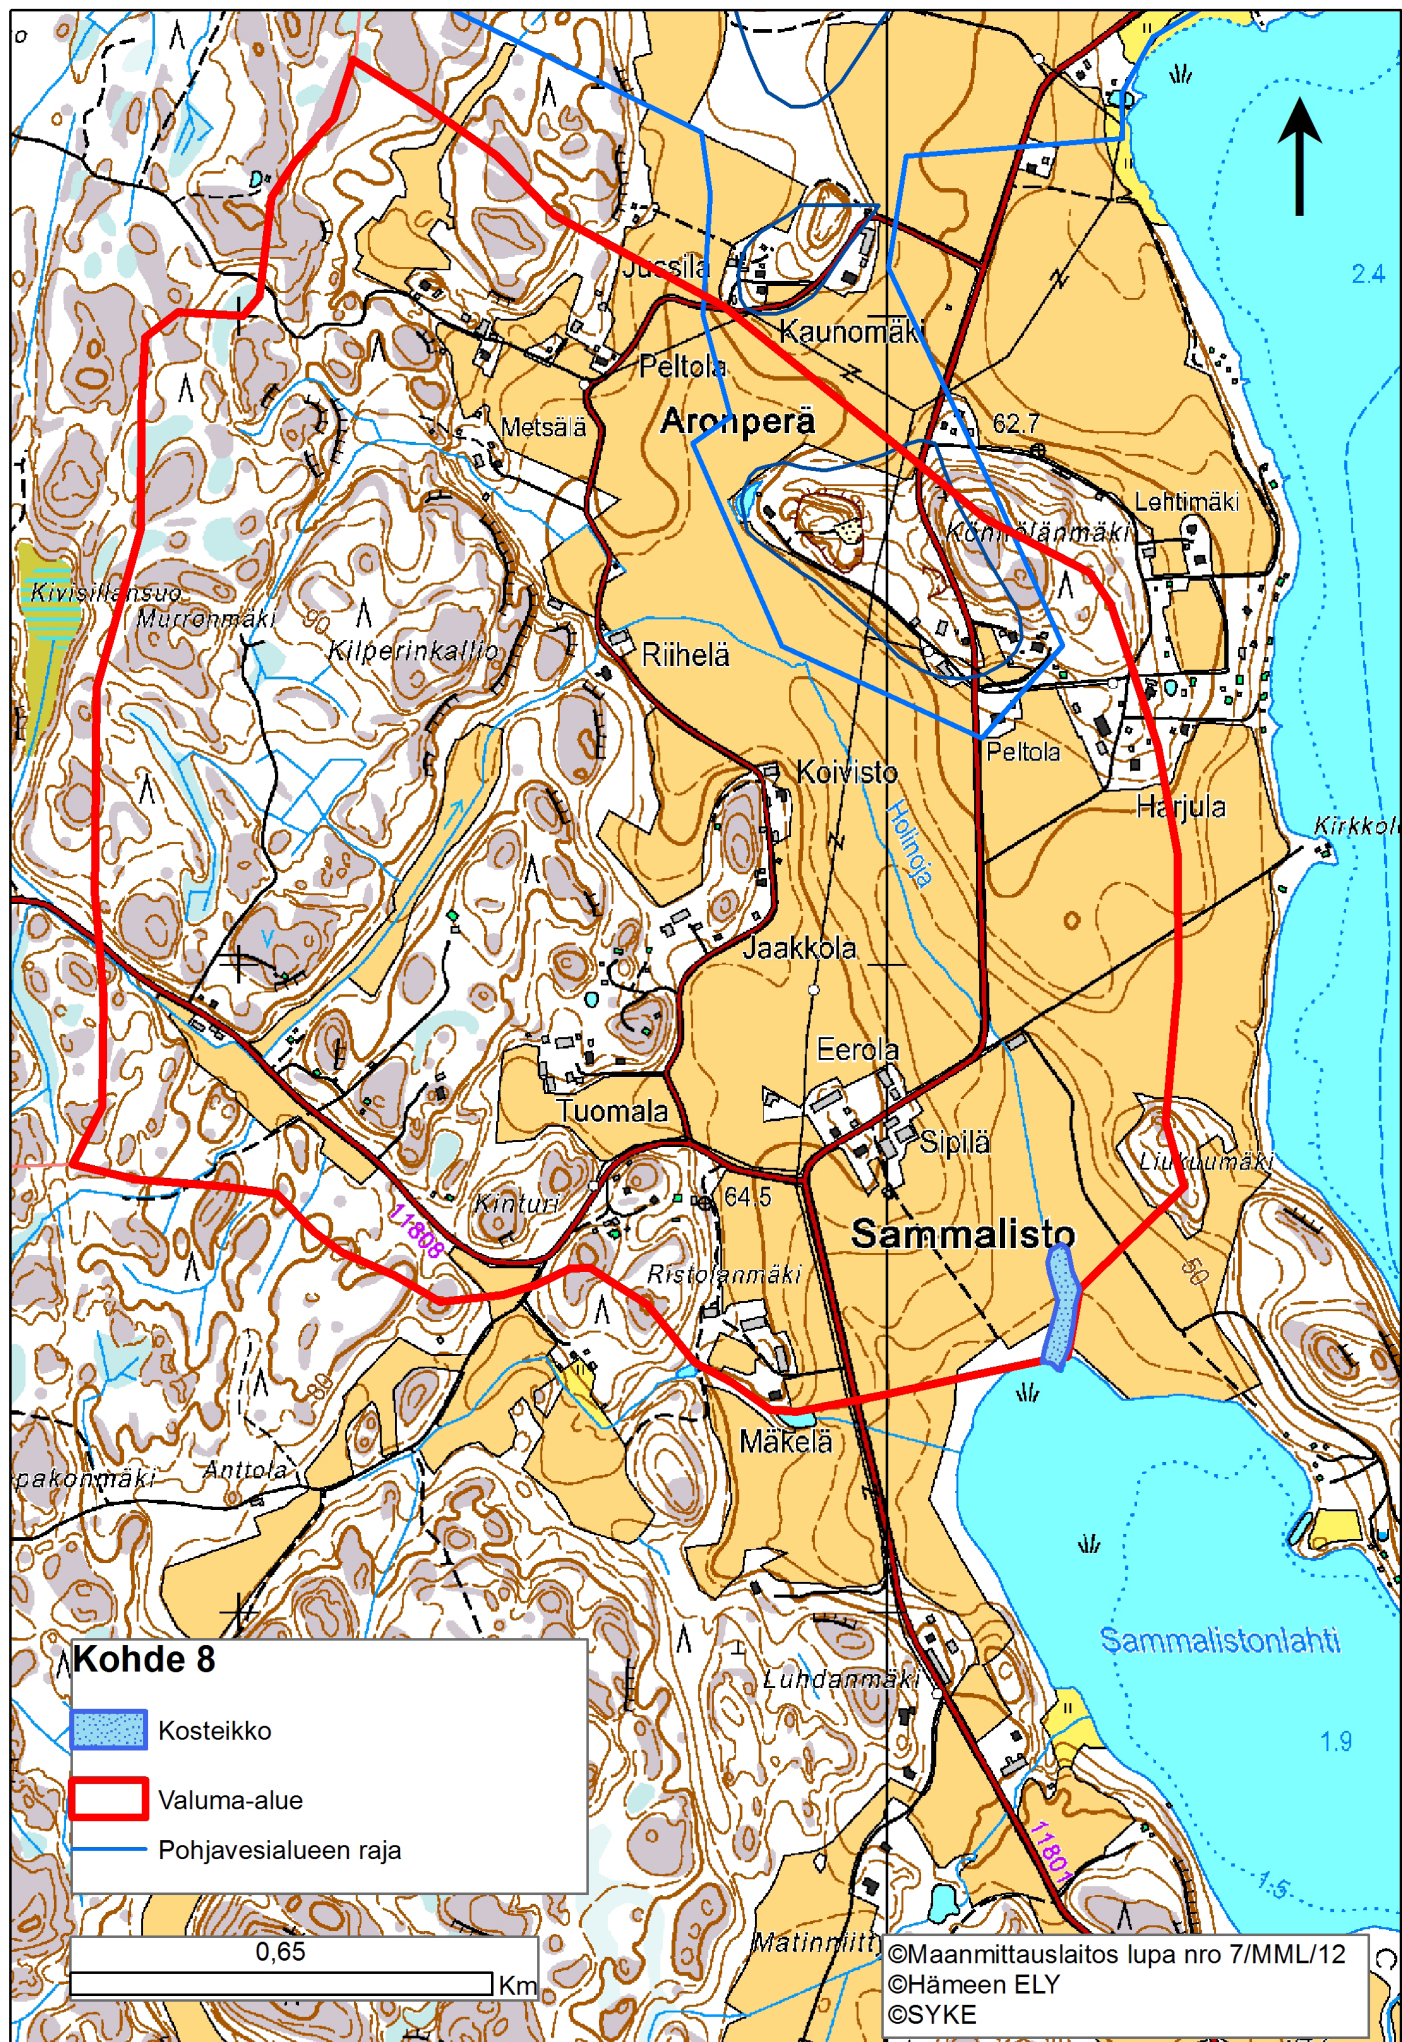 2.4
Jussila
Kaunomäki
Peltola
Metsälä
Aronperä
62.7
Lehtimäki
Kivisillansuo
Murronmäki
90
Kilperinkallio
Riihelä
Peltola
Koivisto
Harjula
Holinoja
V
Jaakkola
Eerola
Tuomala
Sipilä
Liukuumäki
Kinturi
64.5
11808
Sammalisto
Ristolanmäki
50
80
Mäkelä
Anttola
pakonmäki
Sammalistonlahti
Luhdanmäki
1.9
11801
1.5
Kohde 8
Kosteikko
Valuma-alue
Pohjavesialueen raja
0,65
Km
©Maanmittauslaitos lupa nro 7/MML/12
©Hämeen ELY
©SYKE